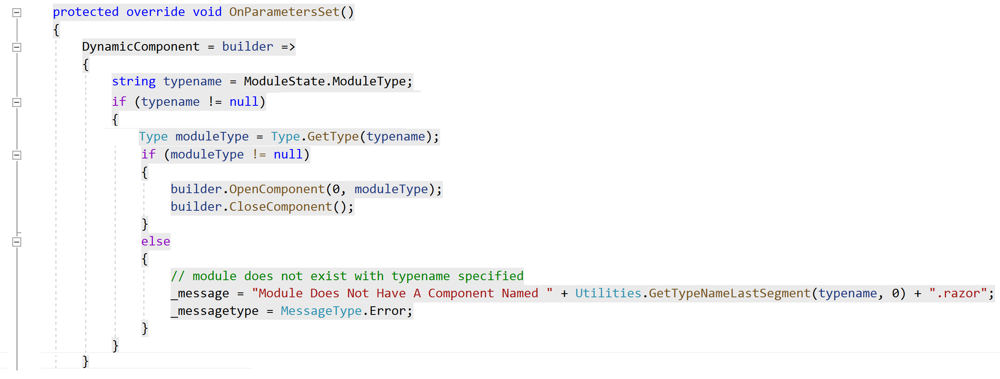 protected override void OnParametersSet()
{
DynamicComponent = builder =>
{
string typename = ModuleState.ModuleType;
if (typename != null)
{
Type moduleType = Type.GetType(typename);
if (moduleType != null)
{
builder.OpenComponent(0, moduleType);
builder.CloseComponent();
}
else
{
// module does not exist with typename specified
_message = "Module Does Not Have A Component Named " + Utilities.GetTypeNameLastSegment(typename, 0) + ".razor";
_messagetype = MessageType.Error;
}
}
}